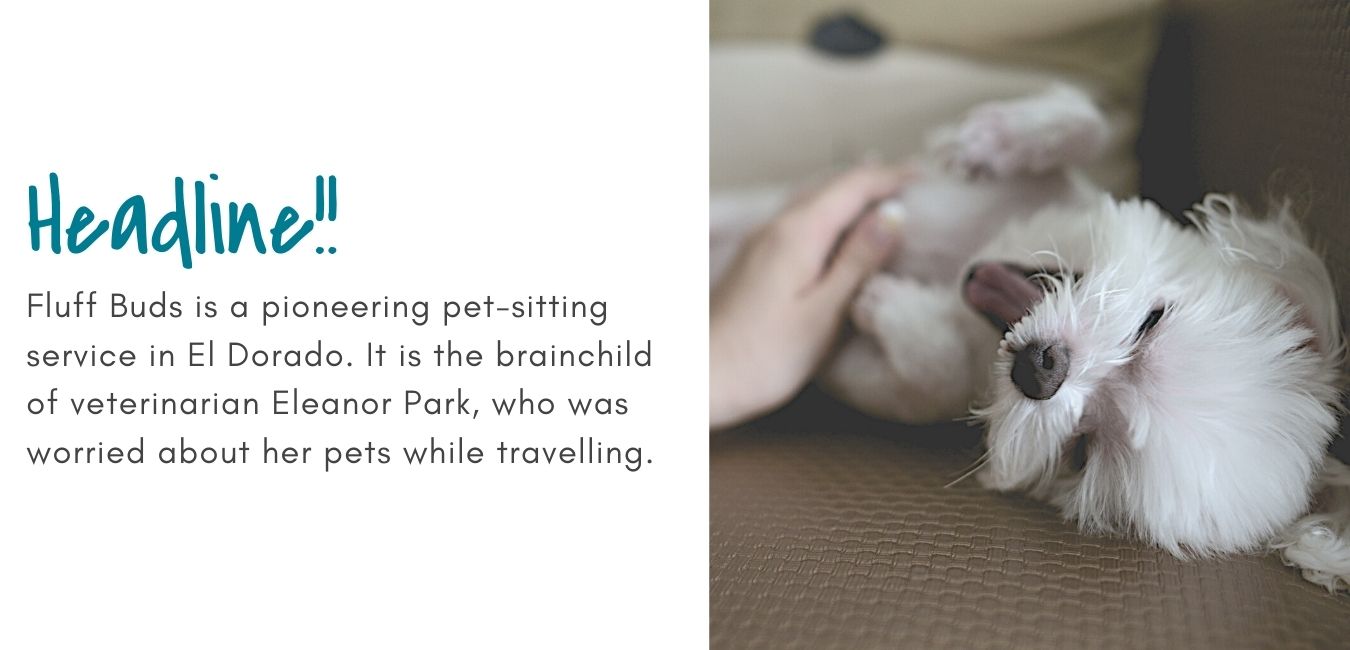 Headline!!
Fluff Buds is a pioneering pet-sitting
service in El Dorado. It is the brainchild
of veterinarian Eleanor Park, who was
worried about her pets while travelling.